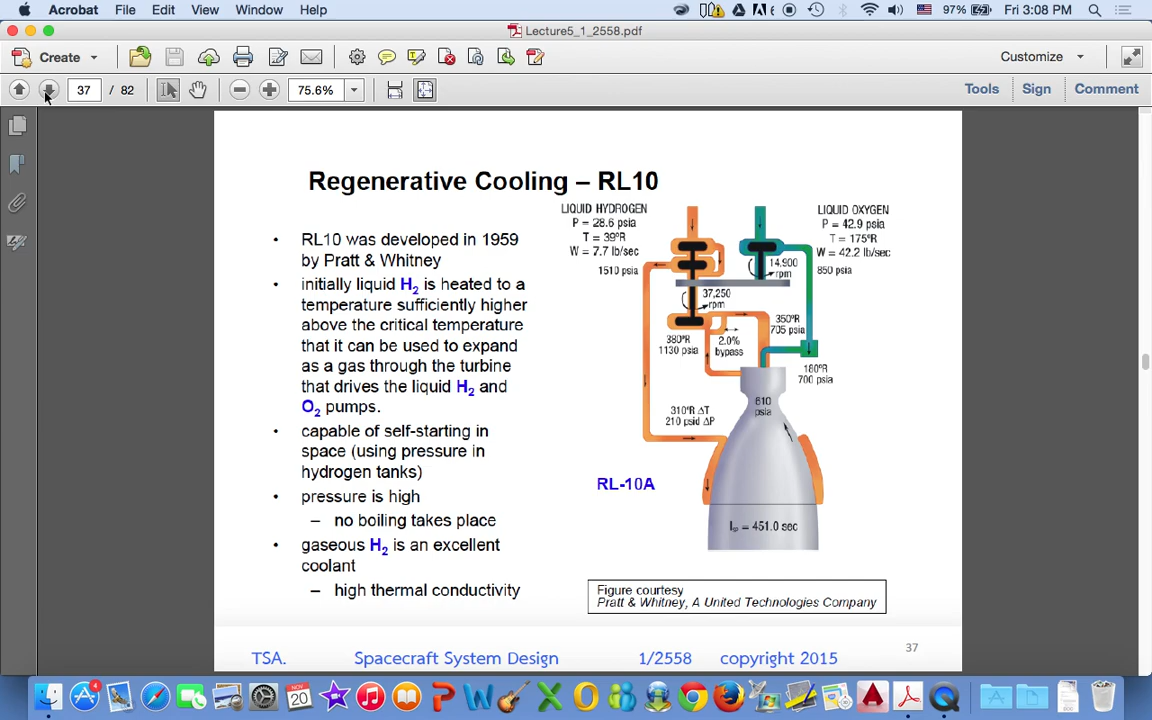 Acrobat File Edit View Window Help
6
97%
Fri 3:08 PM
Lecture5_1_2558.pdf
Create
Customize
37 / 82
75.6%
Tools Sign Comment
Regenerative Cooling – RL10
• RL10 was developed in 1959
by Pratt & Whitney
• initially liquid H2 is heated to a
temperature sufficiently higher
above the critical temperature
that it can be used to expand
as a gas through the turbine
that drives the liquid H2 and
O2 pumps.
• capable of self-starting in
space (using pressure in
hydrogen tanks)
• pressure is high
– no boiling takes place
• gaseous H2 is an excellent
coolant
– high thermal conductivity
LIQUID HYDROGEN
P = 28.6 psia
T = 39°R
W = 7.7 lb/sec
1510 psia
LIQUID OXYGEN
P = 42.9 psia
T = 175°R
W = 42.2 lb/sec
850 psia
14,900
rpm
37,250
rpm
350°R
705 psia
380°R
1130 psia
2.0%
bypass
180°R
700 psia
610
psia
310°R ΔT
210 psid ΔP
RL-10A
Isp = 451.0 sec
Figure courtesy
Pratt & Whitney, A United Technologies Company
37
TSA. Spacecraft System Design 1/2558 copyright 2015
4
NOV
20